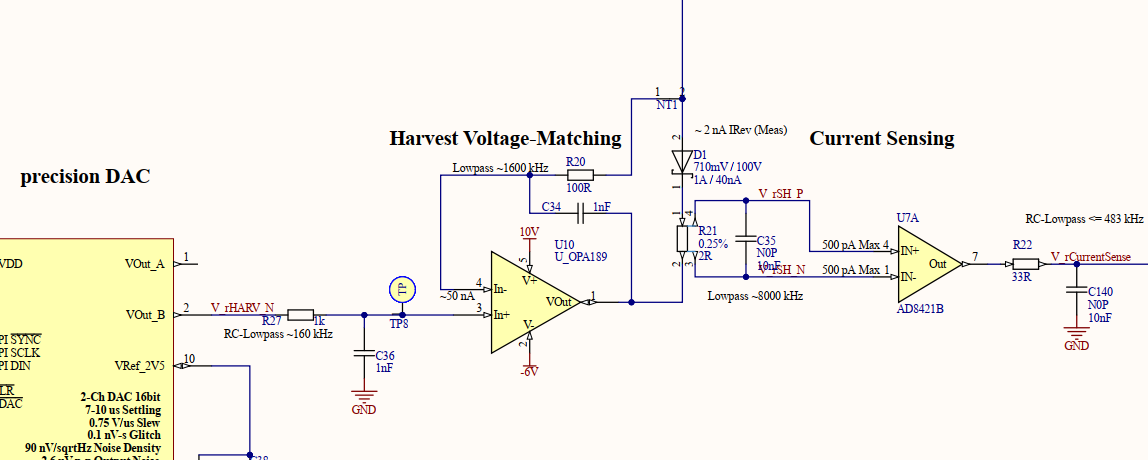 precision DAC
Harvest Voltage-Matching
Current Sensing
1
2
NT1
~ 2 nA IRev (Meas)
2
D1
710mV / 100V
1A / 40nA
1
Lowpass ~1600 kHz
R20
100R
C34
1nF
10V
U10
U_OPA189
5
V+
4
In-
~50 nA
3
In+
VOut
1
V-
2
-6V
V_rSH_P
1
4
R21
0.25%
2R
2
3
C35
N0P
10nF
V_rSH_N
Lowpass ~8000 kHz
500 pA Max
4
IN+
500 pA Max
1
IN-
U7A
Out
7
AD8421B
RC-Lowpass <= 483 kHz
R22
33R
V_rCurrentSense
C140
N0P
10nF
GND
VDD
VOut_A
1
VOut_B
2
V_rHARV_N
R27
1k
RC-Lowpass ~160 kHz
TP
TP8
C36
1nF
GND
PI SYNC
PI SCLK
PI DIN
VRef_2V5
10
LR
DAC
2-Ch DAC 16bit
7-10 us Settling
0.75 V/us Slew
0.1 nV-s Glitch
90 nV/sqrtHz Noise Density